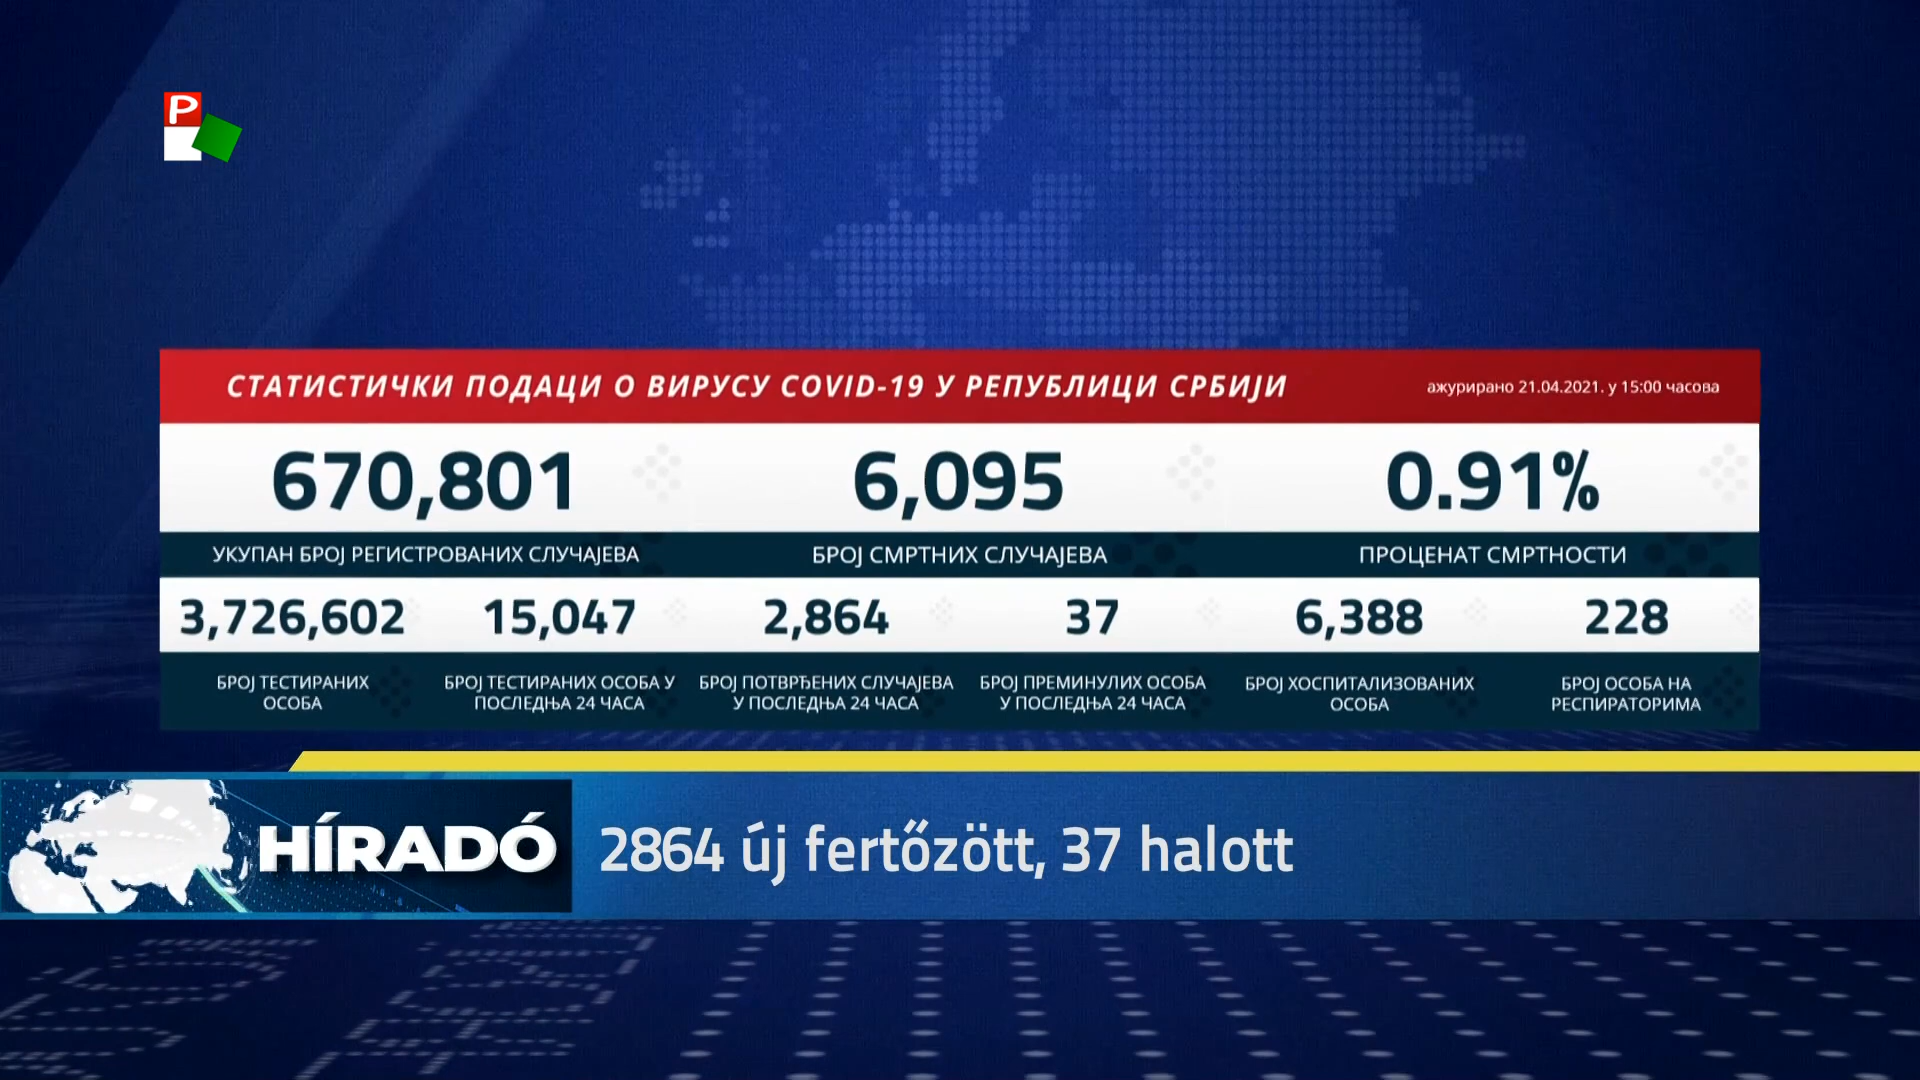 P
СТАТИСТИЧКИ ПОДАЦИ О ВИРУСУ COVID-19 У РЕПУБЛИЦИ СРБИЈИ
ажурирано 21.04.2021. у 15:00 часова
670,801
6,095
0.91%
УКУПАН БРОЈ РЕГИСТРОВАНИХ СЛУЧАЈЕВА
БРОЈ СМРТНИХ СЛУЧАЈЕВА
ПРОЦЕНАТ СМРТНОСТИ
3,726,602
15,047
2,864
37
6,388
228
БРОЈ ТЕСТИРАНИХ
ОСОБА
БРОЈ ТЕСТИРАНИХ ОСОБА У
ПОСЛЕДЊА 24 ЧАСА
БРОЈ ПОТВРЂЕНИХ СЛУЧАЈЕВА
У ПОСЛЕДЊА 24 ЧАСА
БРОЈ ПРЕМИНУЛИХ ОСОБА
У ПОСЛЕДЊА 24 ЧАСА
БРОЈ ХОСПИТАЛИЗОВАНИХ
ОСОБА
БРОЈ ОСОБА НА
РЕСПИРАТОРИМА
HÍRADÓ
2864 új fertőzött, 37 halott